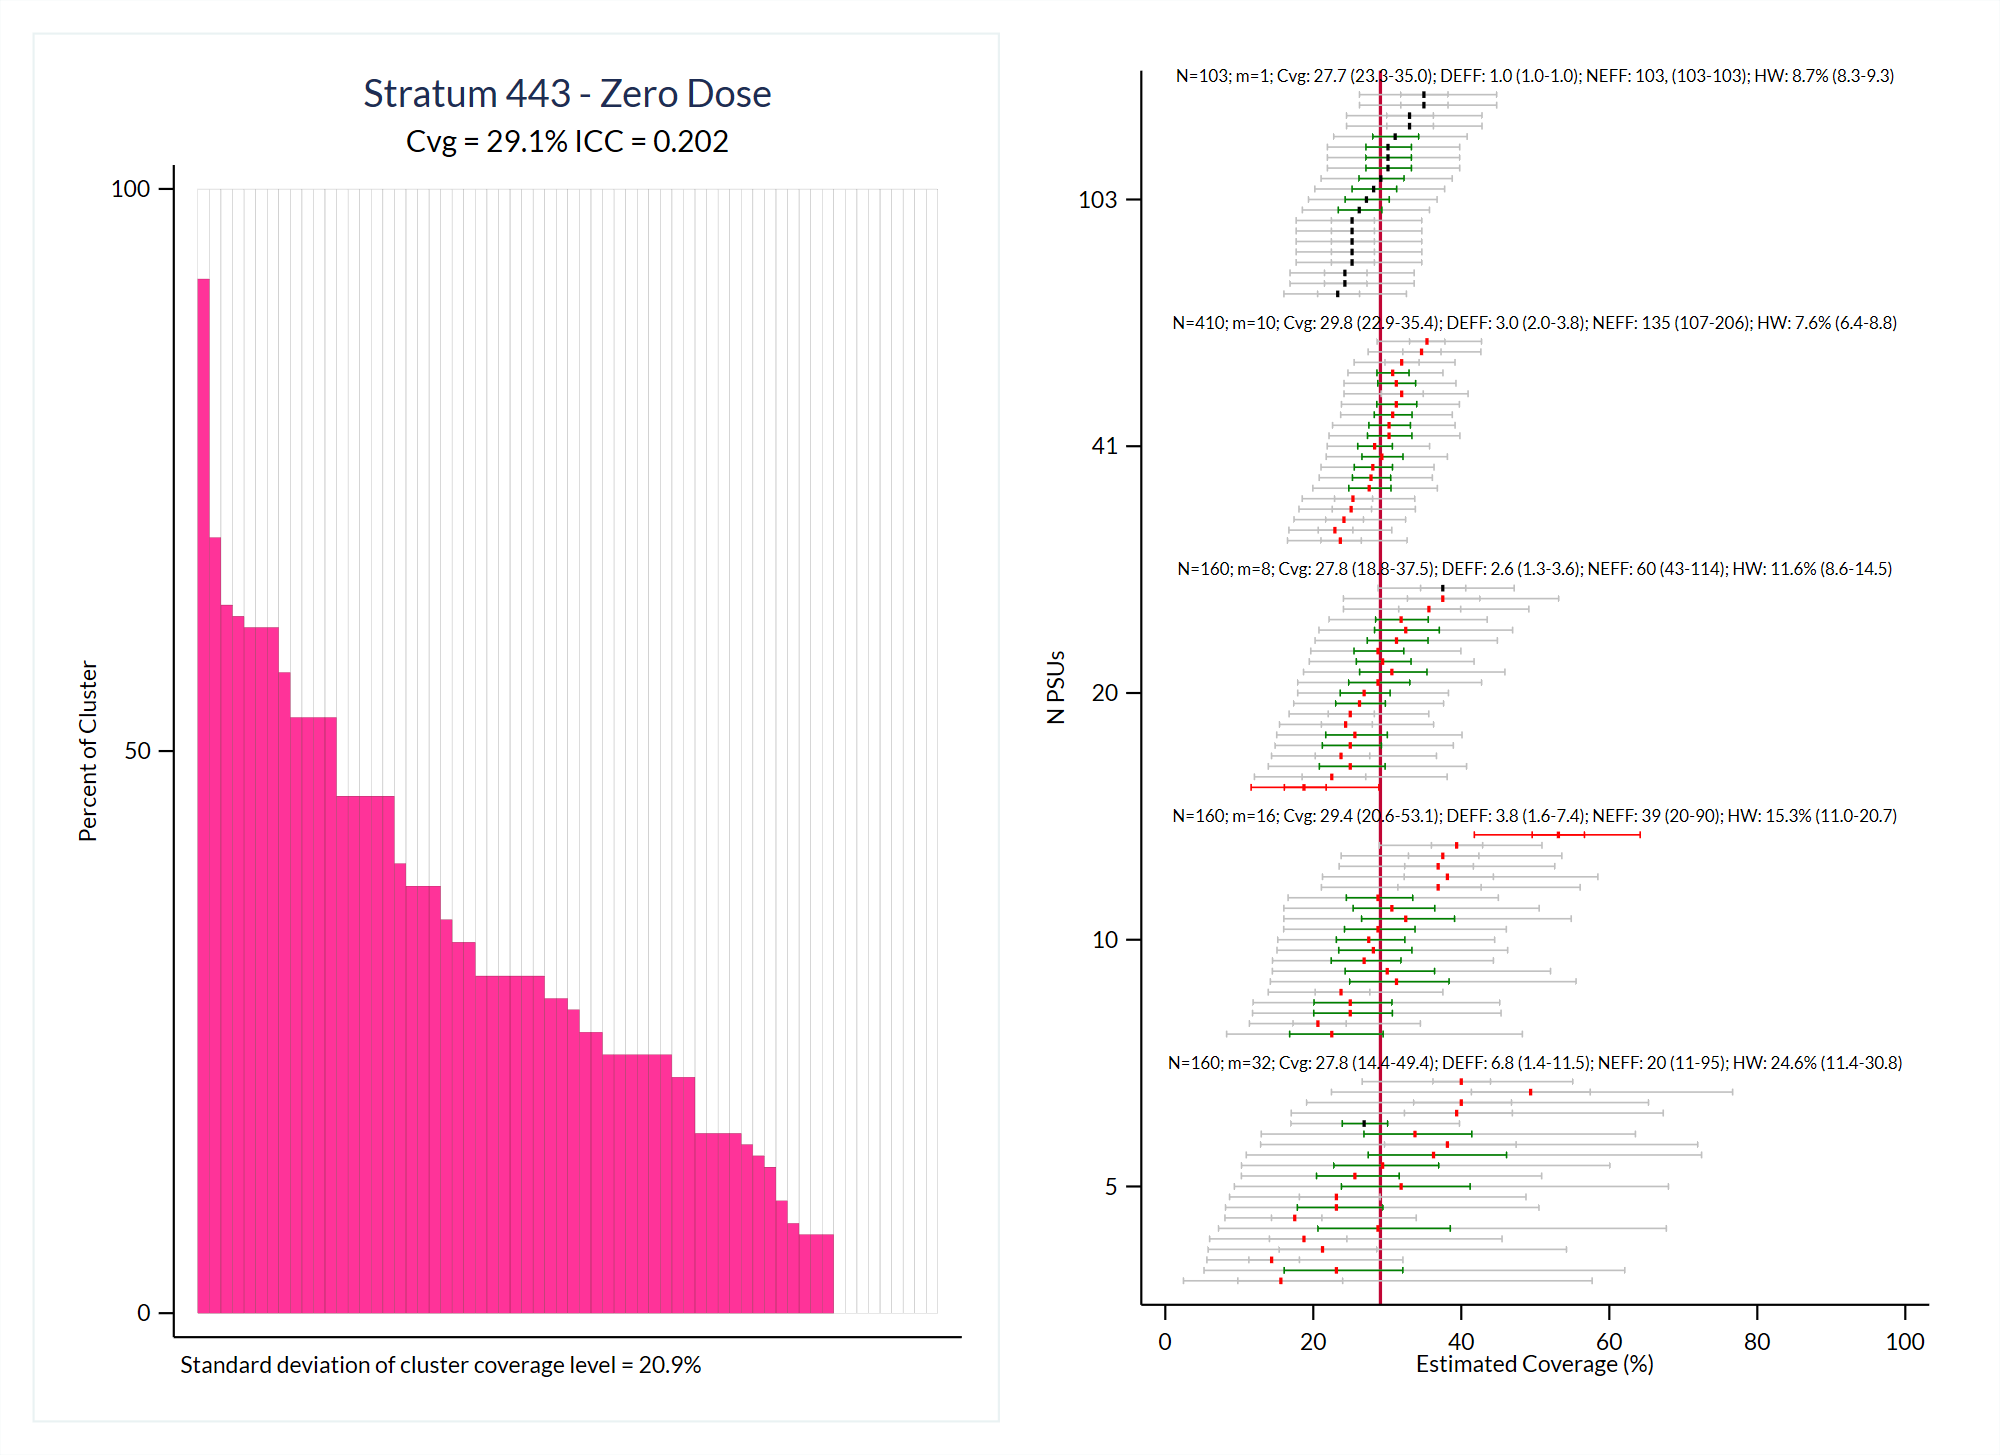 Stratum 443 - Zero Dose
Cvg = 29.1% ICC = 0.202
100
50
0
Percent of Cluster
Standard deviation of cluster coverage level = 20.9%
N=103; m=1; Cvg: 27.7 (23.3-35.0); DEFF: 1.0 (1.0-1.0); NEFF: 103, (103-103); HW: 8.7% (8.3-9.3)
103
N=410; m=10; Cvg: 29.8 (22.9-35.4); DEFF: 3.0 (2.0-3.8); NEFF: 135 (107-206); HW: 7.6% (6.4-8.8)
41
N=160; m=8; Cvg: 27.8 (18.8-37.5); DEFF: 2.6 (1.3-3.6); NEFF: 60 (43-114); HW: 11.6% (8.6-14.5)
20
N PSUs
N=160; m=16; Cvg: 29.4 (20.6-53.1); DEFF: 3.8 (1.6-7.4); NEFF: 39 (20-90); HW: 15.3% (11.0-20.7)
10
N=160; m=32; Cvg: 27.8 (14.4-49.4); DEFF: 6.8 (1.4-11.5); NEFF: 20 (11-95); HW: 24.6% (11.4-30.8)
5
0 20 40 60 80 100
Estimated Coverage (%)